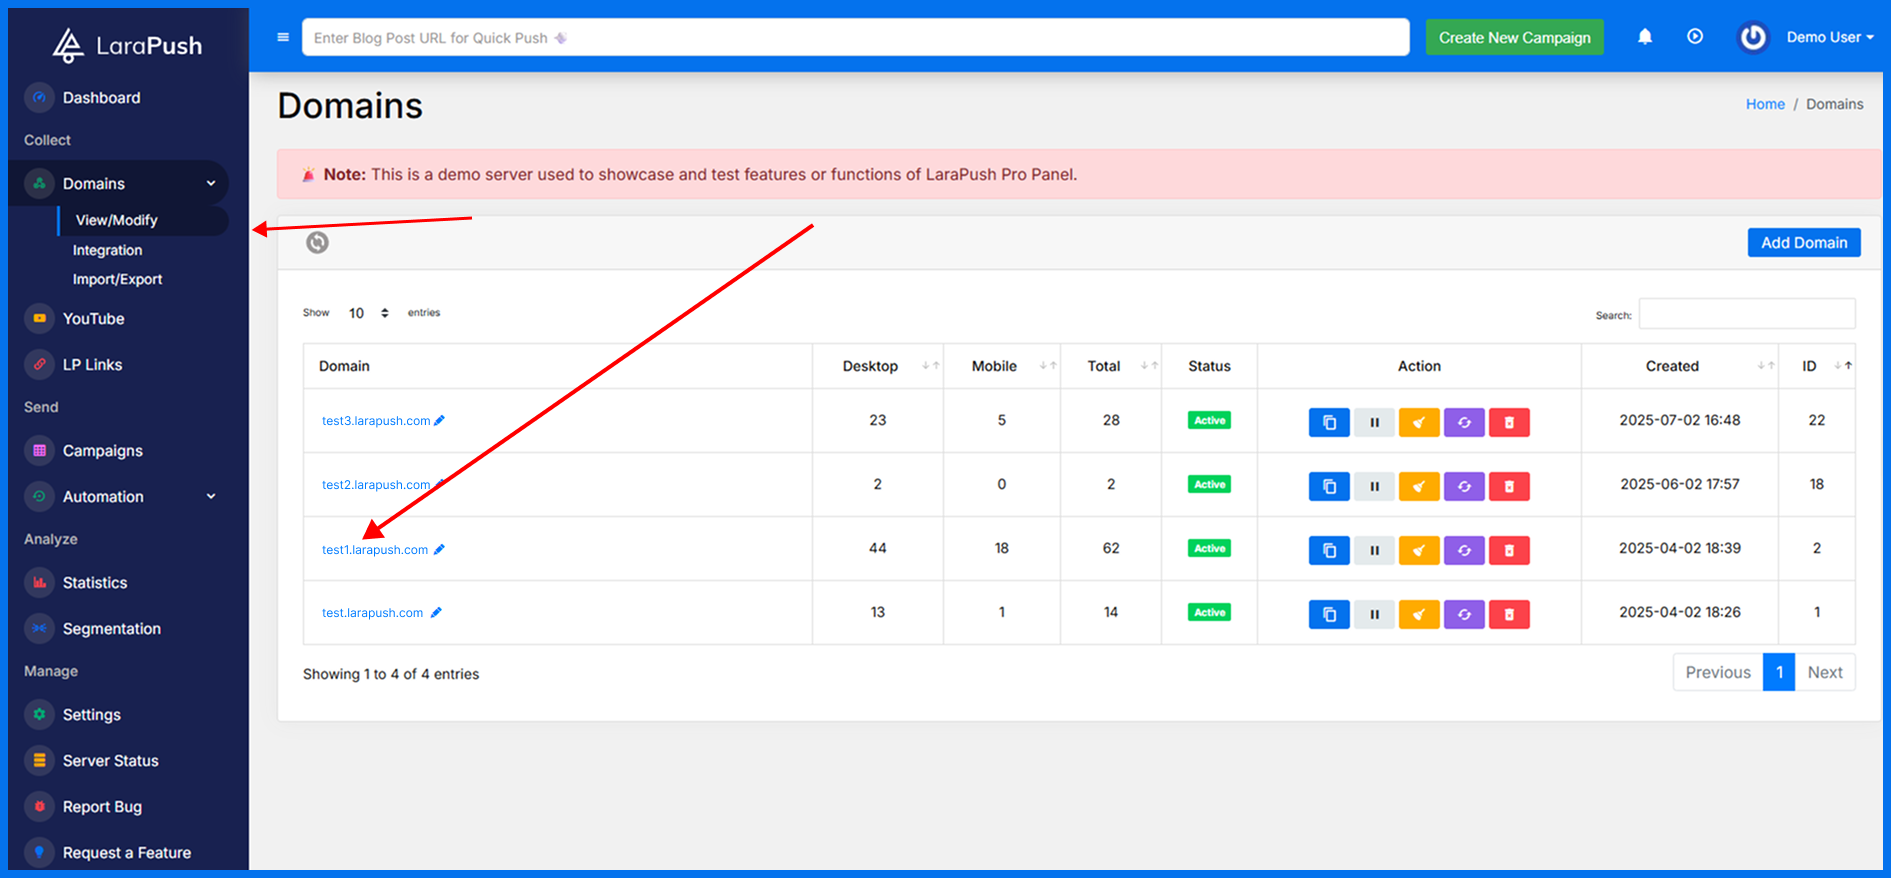 LaraPush
Enter Blog Post URL for Quick Push
Create New Campaign
Demo User
Dashboard
Collect
Domains
View/Modify
Integration
Import/Export
YouTube
LP Links
Send
Campaigns
Automation
Analyze
Statistics
Segmentation
Manage
Settings
Server Status
Report Bug
Request a Feature
Domains
Home / Domains
Note: This is a demo server used to showcase and test features or functions of LaraPush Pro Panel.
Add Domain
Show 10 entries
Search:
Domain Desktop Mobile Total Status Action Created ID
test3.larapush.com 23 5 28 Active 2025-07-02 16:48 22
test2.larapush.com 2 0 2 Active 2025-06-02 17:57 18
test1.larapush.com 44 18 62 Active 2025-04-02 18:39 2
test.larapush.com 13 1 14 Active 2025-04-02 18:26 1
Showing 1 to 4 of 4 entries
Previous 1 Next